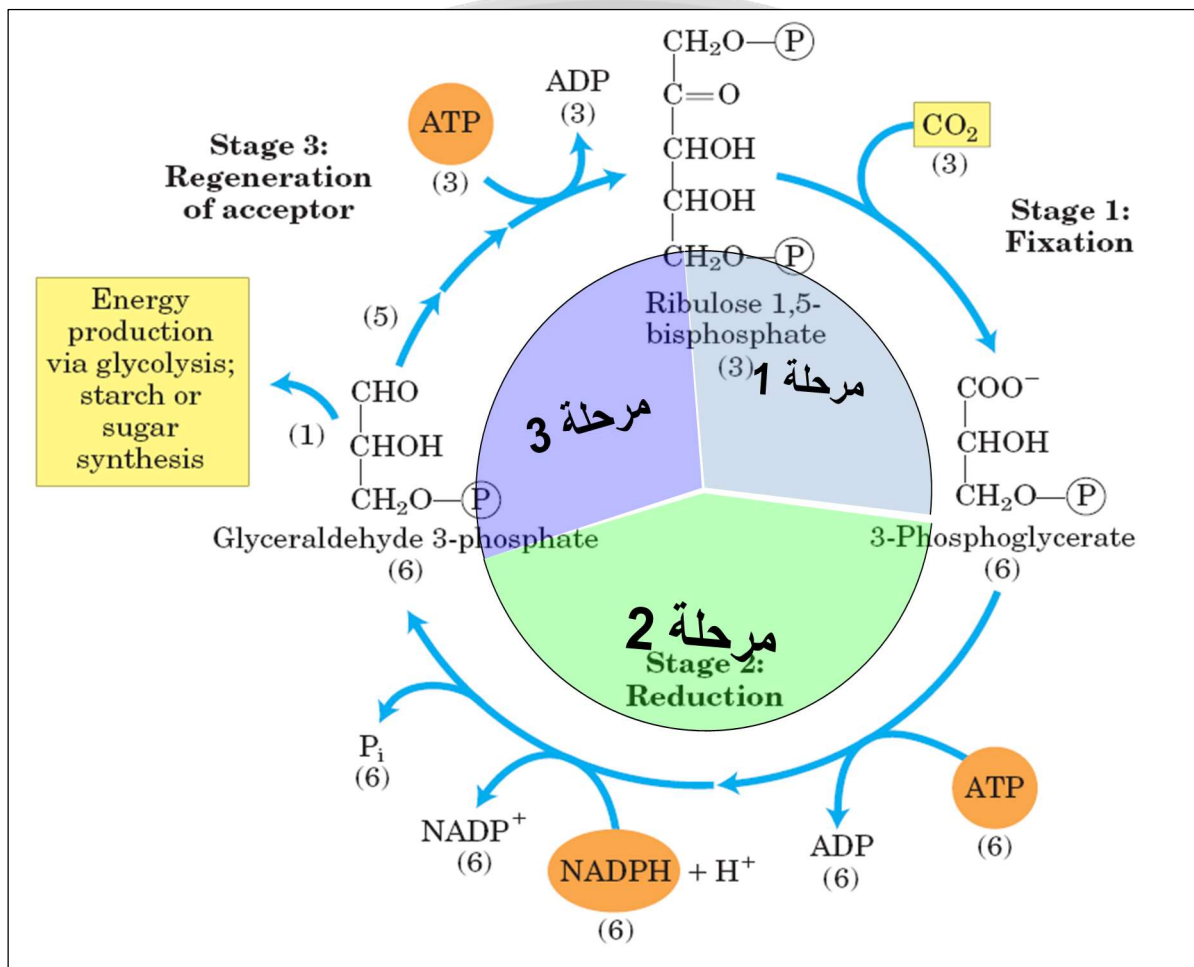 CH₂O—P
C=O
CHOH
CHOH
CH₂O—P
Ribulose 1,5-
bisphosphate
(3)
CO₂
(3)
Stage 1:
Fixation
مرحلة 1
COO⁻
CHOH
CH₂O—P
3-Phosphoglycerate
(6)
ATP
(6)
ADP
(6)
مرحلة 2
Stage 2:
Reduction
NADPH + H⁺
(6)
NADP⁺
(6)
Pᵢ
(6)
CHO
CHOH
CH₂O—P
Glyceraldehyde 3-phosphate
(6)
(1)
Energy
production
via glycolysis;
starch or
sugar
synthesis
(5)
مرحلة 3
Stage 3:
Regeneration
of acceptor
ATP
(3)
ADP
(3)